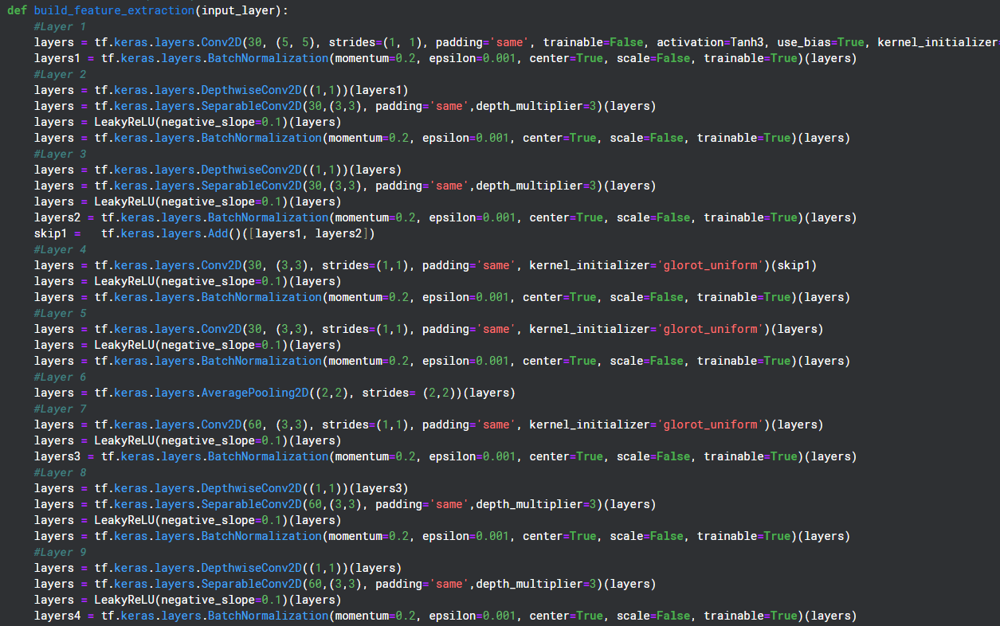 def build_feature_extraction(input_layer):
    #Layer 1
    layers = tf.keras.layers.Conv2D(30, (5, 5), strides=(1, 1), padding='same', trainable=False, activation=Tanh3, use_bias=True, kernel_initializer
    layers1 = tf.keras.layers.BatchNormalization(momentum=0.2, epsilon=0.001, center=True, scale=False, trainable=True)(layers)
    #Layer 2
    layers = tf.keras.layers.DepthwiseConv2D((1,1))(layers1)
    layers = tf.keras.layers.SeparableConv2D(30,(3,3), padding='same',depth_multiplier=3)(layers)
    layers = LeakyReLU(negative_slope=0.1)(layers)
    layers = tf.keras.layers.BatchNormalization(momentum=0.2, epsilon=0.001, center=True, scale=False, trainable=True)(layers)
    #Layer 3
    layers = tf.keras.layers.DepthwiseConv2D((1,1))(layers)
    layers = tf.keras.layers.SeparableConv2D(30,(3,3), padding='same',depth_multiplier=3)(layers)
    layers = LeakyReLU(negative_slope=0.1)(layers)
    layers2 = tf.keras.layers.BatchNormalization(momentum=0.2, epsilon=0.001, center=True, scale=False, trainable=True)(layers)
    skip1 =   tf.keras.layers.Add()([layers1, layers2])
    #Layer 4
    layers = tf.keras.layers.Conv2D(30, (3,3), strides=(1,1), padding='same', kernel_initializer='glorot_uniform')(skip1)
    layers = LeakyReLU(negative_slope=0.1)(layers)
    layers = tf.keras.layers.BatchNormalization(momentum=0.2, epsilon=0.001, center=True, scale=False, trainable=True)(layers)
    #Layer 5
    layers = tf.keras.layers.Conv2D(30, (3,3), strides=(1,1), padding='same', kernel_initializer='glorot_uniform')(layers)
    layers = LeakyReLU(negative_slope=0.1)(layers)
    layers = tf.keras.layers.BatchNormalization(momentum=0.2, epsilon=0.001, center=True, scale=False, trainable=True)(layers)
    #Layer 6
    layers = tf.keras.layers.AveragePooling2D((2,2), strides= (2,2))(layers)
    #Layer 7
    layers = tf.keras.layers.Conv2D(60, (3,3), strides=(1,1), padding='same', kernel_initializer='glorot_uniform')(layers)
    layers = LeakyReLU(negative_slope=0.1)(layers)
    layers3 = tf.keras.layers.BatchNormalization(momentum=0.2, epsilon=0.001, center=True, scale=False, trainable=True)(layers)
    #Layer 8
    layers = tf.keras.layers.DepthwiseConv2D((1,1))(layers3)
    layers = tf.keras.layers.SeparableConv2D(60,(3,3), padding='same',depth_multiplier=3)(layers)
    layers = LeakyReLU(negative_slope=0.1)(layers)
    layers = tf.keras.layers.BatchNormalization(momentum=0.2, epsilon=0.001, center=True, scale=False, trainable=True)(layers)
    #Layer 9
    layers = tf.keras.layers.DepthwiseConv2D((1,1))(layers)
    layers = tf.keras.layers.SeparableConv2D(60,(3,3), padding='same',depth_multiplier=3)(layers)
    layers = LeakyReLU(negative_slope=0.1)(layers)
    layers4 = tf.keras.layers.BatchNormalization(momentum=0.2, epsilon=0.001, center=True, scale=False, trainable=True)(layers)